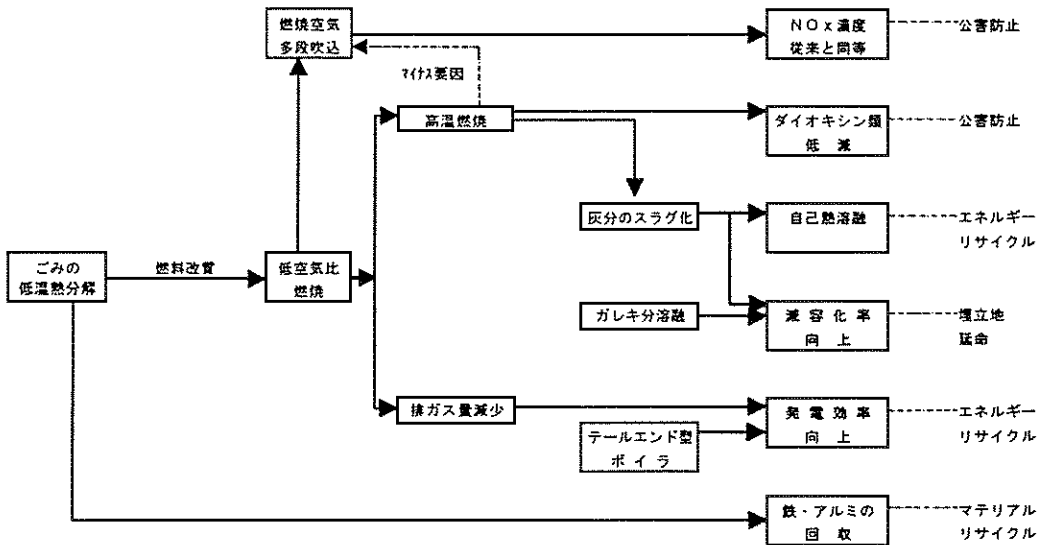 燃焼空気
多段吹込
NOx濃度
従来と同等
公害防止
マイナス要因
高温燃焼
ダイオキシン類
低減
公害防止
灰分のスラグ化
自己熱溶融
エネルギー
リサイクル
ごみの
低温熱分解
燃料改質
低空気比
燃焼
ガレキ分溶融
減容化率
向上
埋立地
延命
排ガス量減少
発電効率
向上
エネルギー
リサイクル
テールエンド型
ボイラ
鉄・アルミの
回収
マテリアル
リサイクル